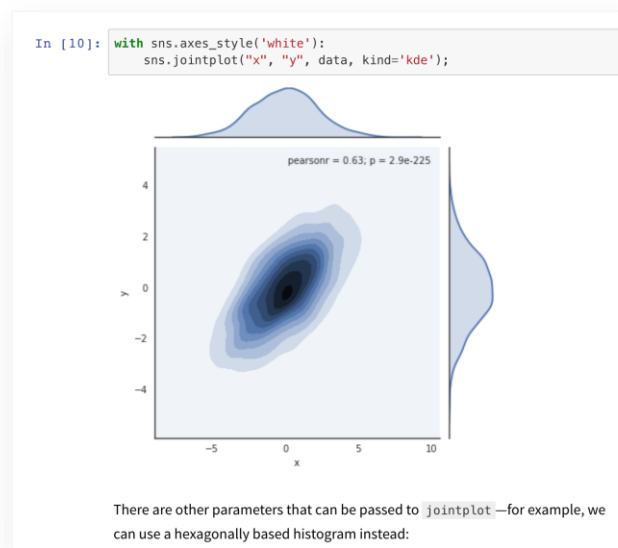 In [10]: with sns.axes_style('white'):
sns.jointplot("x", "y", data, kind='kde');
pearsonr = 0.63; p = 2.9e-225
4
2
0
−2
−4
y
−5 0 5 10
x
There are other parameters that can be passed to jointplot —for example, we
can use a hexagonally based histogram instead: